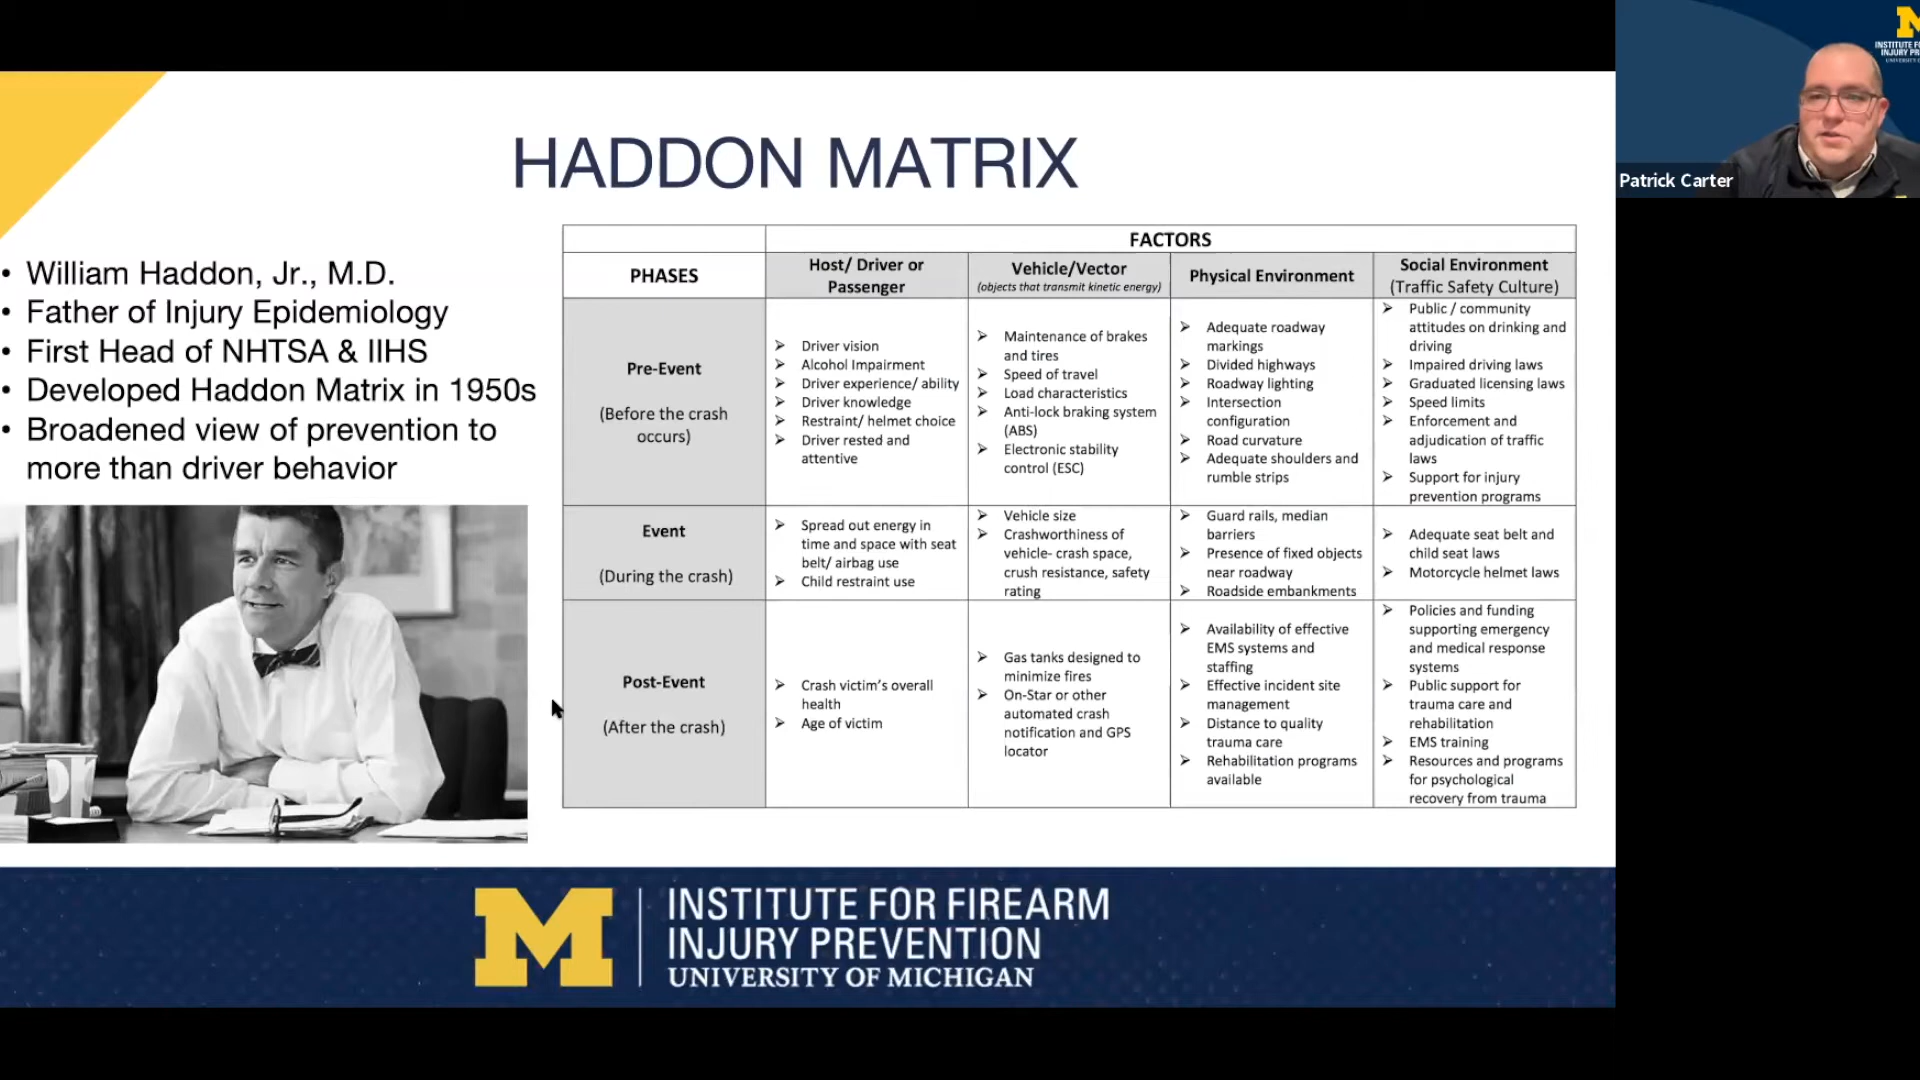 HADDON MATRIX
• William Haddon, Jr., M.D.
• Father of Injury Epidemiology
• First Head of NHTSA & IIHS
• Developed Haddon Matrix in 1950s
• Broadened view of prevention to
more than driver behavior
FACTORS
PHASES
Host/ Driver or
Passenger
Vehicle/Vector
(objects that transmit kinetic energy)
Physical Environment
Social Environment
(Traffic Safety Culture)
Pre-Event
(Before the crash
occurs)
➢ Driver vision
➢ Alcohol Impairment
➢ Driver experience/ ability
➢ Driver knowledge
➢ Restraint/ helmet choice
➢ Driver rested and
attentive
➢ Maintenance of brakes
and tires
➢ Speed of travel
➢ Load characteristics
➢ Anti-lock braking system
(ABS)
➢ Electronic stability
control (ESC)
➢ Adequate roadway
markings
➢ Divided highways
➢ Roadway lighting
➢ Intersection
configuration
➢ Road curvature
➢ Adequate shoulders and
rumble strips
➢ Public / community
attitudes on drinking and
driving
➢ Impaired driving laws
➢ Graduated licensing laws
➢ Speed limits
➢ Enforcement and
adjudication of traffic
laws
➢ Support for injury
prevention programs
Event
(During the crash)
➢ Spread out energy in
time and space with seat
belt/ airbag use
➢ Child restraint use
➢ Vehicle size
➢ Crashworthiness of
vehicle- crash space,
crush resistance, safety
rating
➢ Guard rails, median
barriers
➢ Presence of fixed objects
near roadway
➢ Roadside embankments
➢ Adequate seat belt and
child seat laws
➢ Motorcycle helmet laws
Post-Event
(After the crash)
➢ Crash victim's overall
health
➢ Age of victim
➢ Gas tanks designed to
minimize fires
➢ On-Star or other
automated crash
notification and GPS
locator
➢ Availability of effective
EMS systems and
staffing
➢ Effective incident site
management
➢ Distance to quality
trauma care
➢ Rehabilitation programs
available
➢ Policies and funding
supporting emergency
and medical response
systems
➢ Public support for
trauma care and
rehabilitation
➢ EMS training
➢ Resources and programs
for psychological
recovery from trauma
M
INSTITUTE FOR FIREARM
INJURY PREVENTION
UNIVERSITY OF MICHIGAN
Patrick Carter
M
INSTITUTE
INJURY